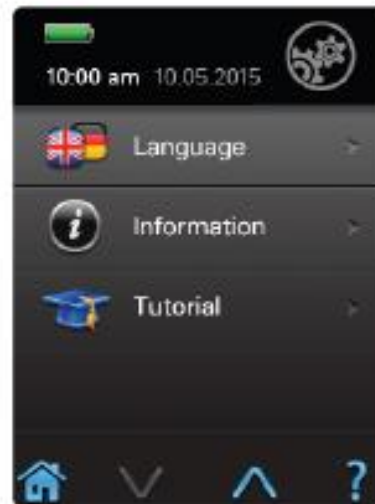 10:00 am 10.05.2015
Language
Information
Tutorial
?